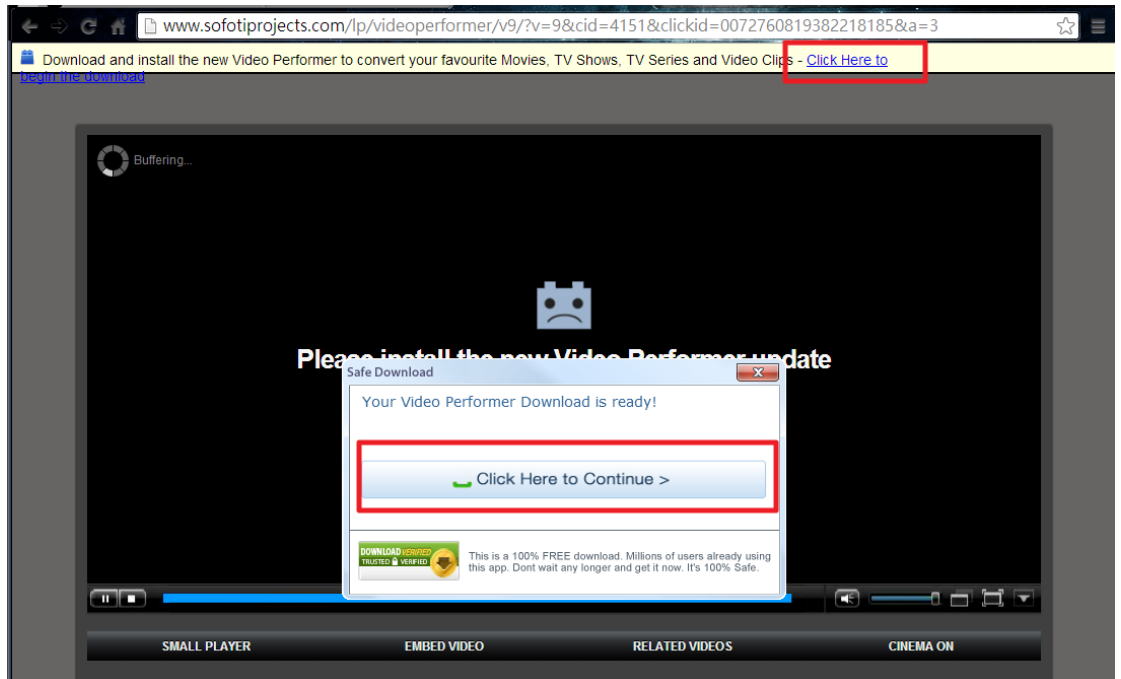 www.sofotiprojects.com/lp/videoperformer/v9/?v=9&cid=4151&clickid=0072760819382218185&a=3
Download and install the new Video Performer to convert your favourite Movies, TV Shows, TV Series and Video Clips - Click Here to
begin the download
Buffering...
Please install the new Video Performer update
Safe Download
Your Video Performer Download is ready!
Click Here to Continue >
DOWNLOAD VERIFIED
TRUSTED VERIFIED
This is a 100% FREE download. Millions of users already using
this app. Dont wait any longer and get it now. It's 100% Safe.
SMALL PLAYER
EMBED VIDEO
RELATED VIDEOS
CINEMA ON